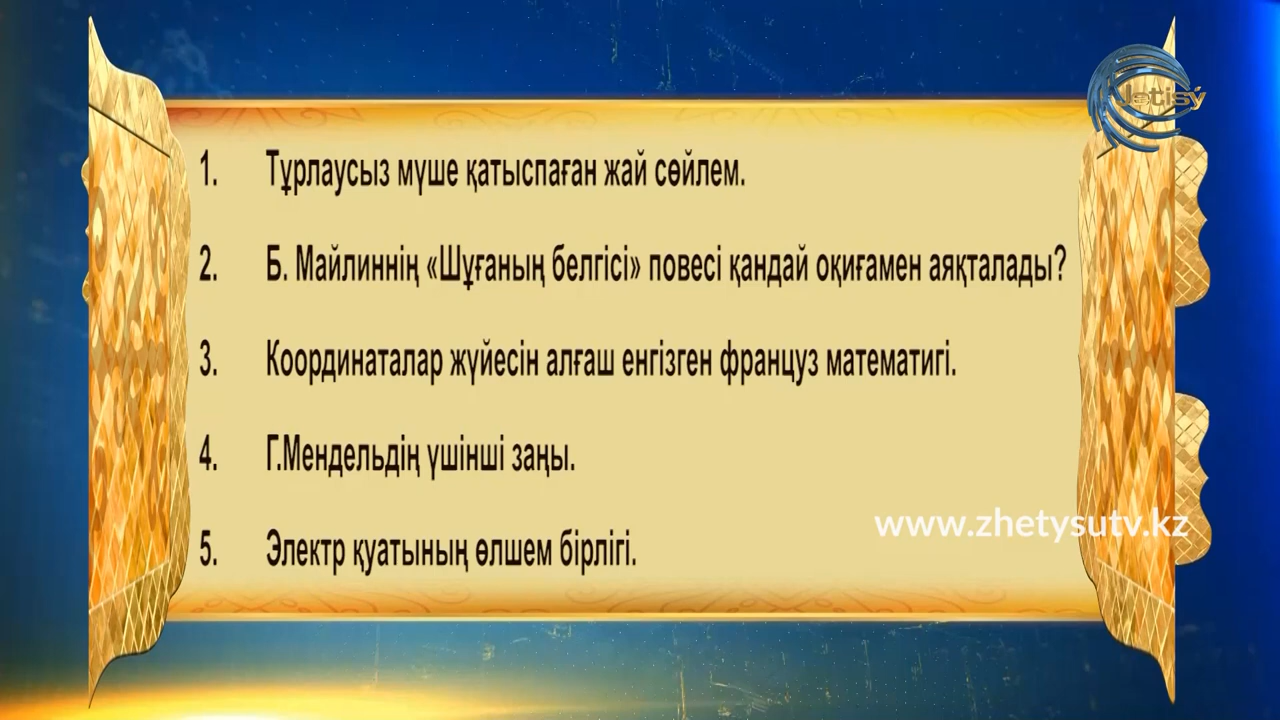 Jetisý
1. Тұрлаусыз мүше қатыспаған жай сөйлем.
2. Б. Майлиннің «Шұғаның белгісі» повесі қандай оқиғамен аяқталады?
3. Координаталар жүйесін алғаш енгізген француз математигі.
4. Г.Мендельдің үшінші заңы.
www.zhetysutv.kz
5. Электр қуатының өлшем бірлігі.